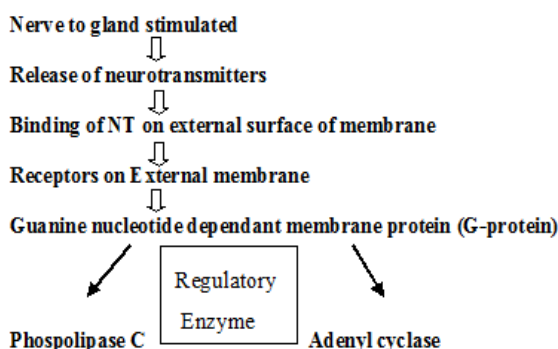 Nerve to gland stimulated
Release of neurotransmitters
Binding of NT on external surface of membrane
Receptors on External membrane
Guanine nucleotide dependant membrane protein (G-protein)
Regulatory
Enzyme
Phospolipase C
Adenyl cyclase